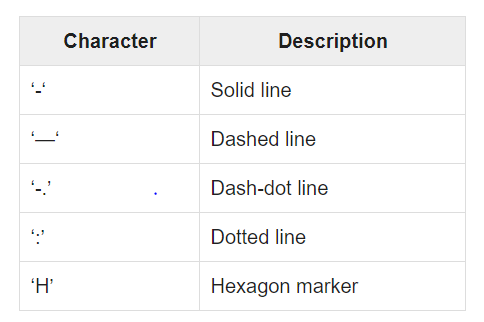 Character Description
‘-‘ Solid line
‘—‘ Dashed line
‘-.’ . Dash-dot line
‘:’ Dotted line
‘H’ Hexagon marker